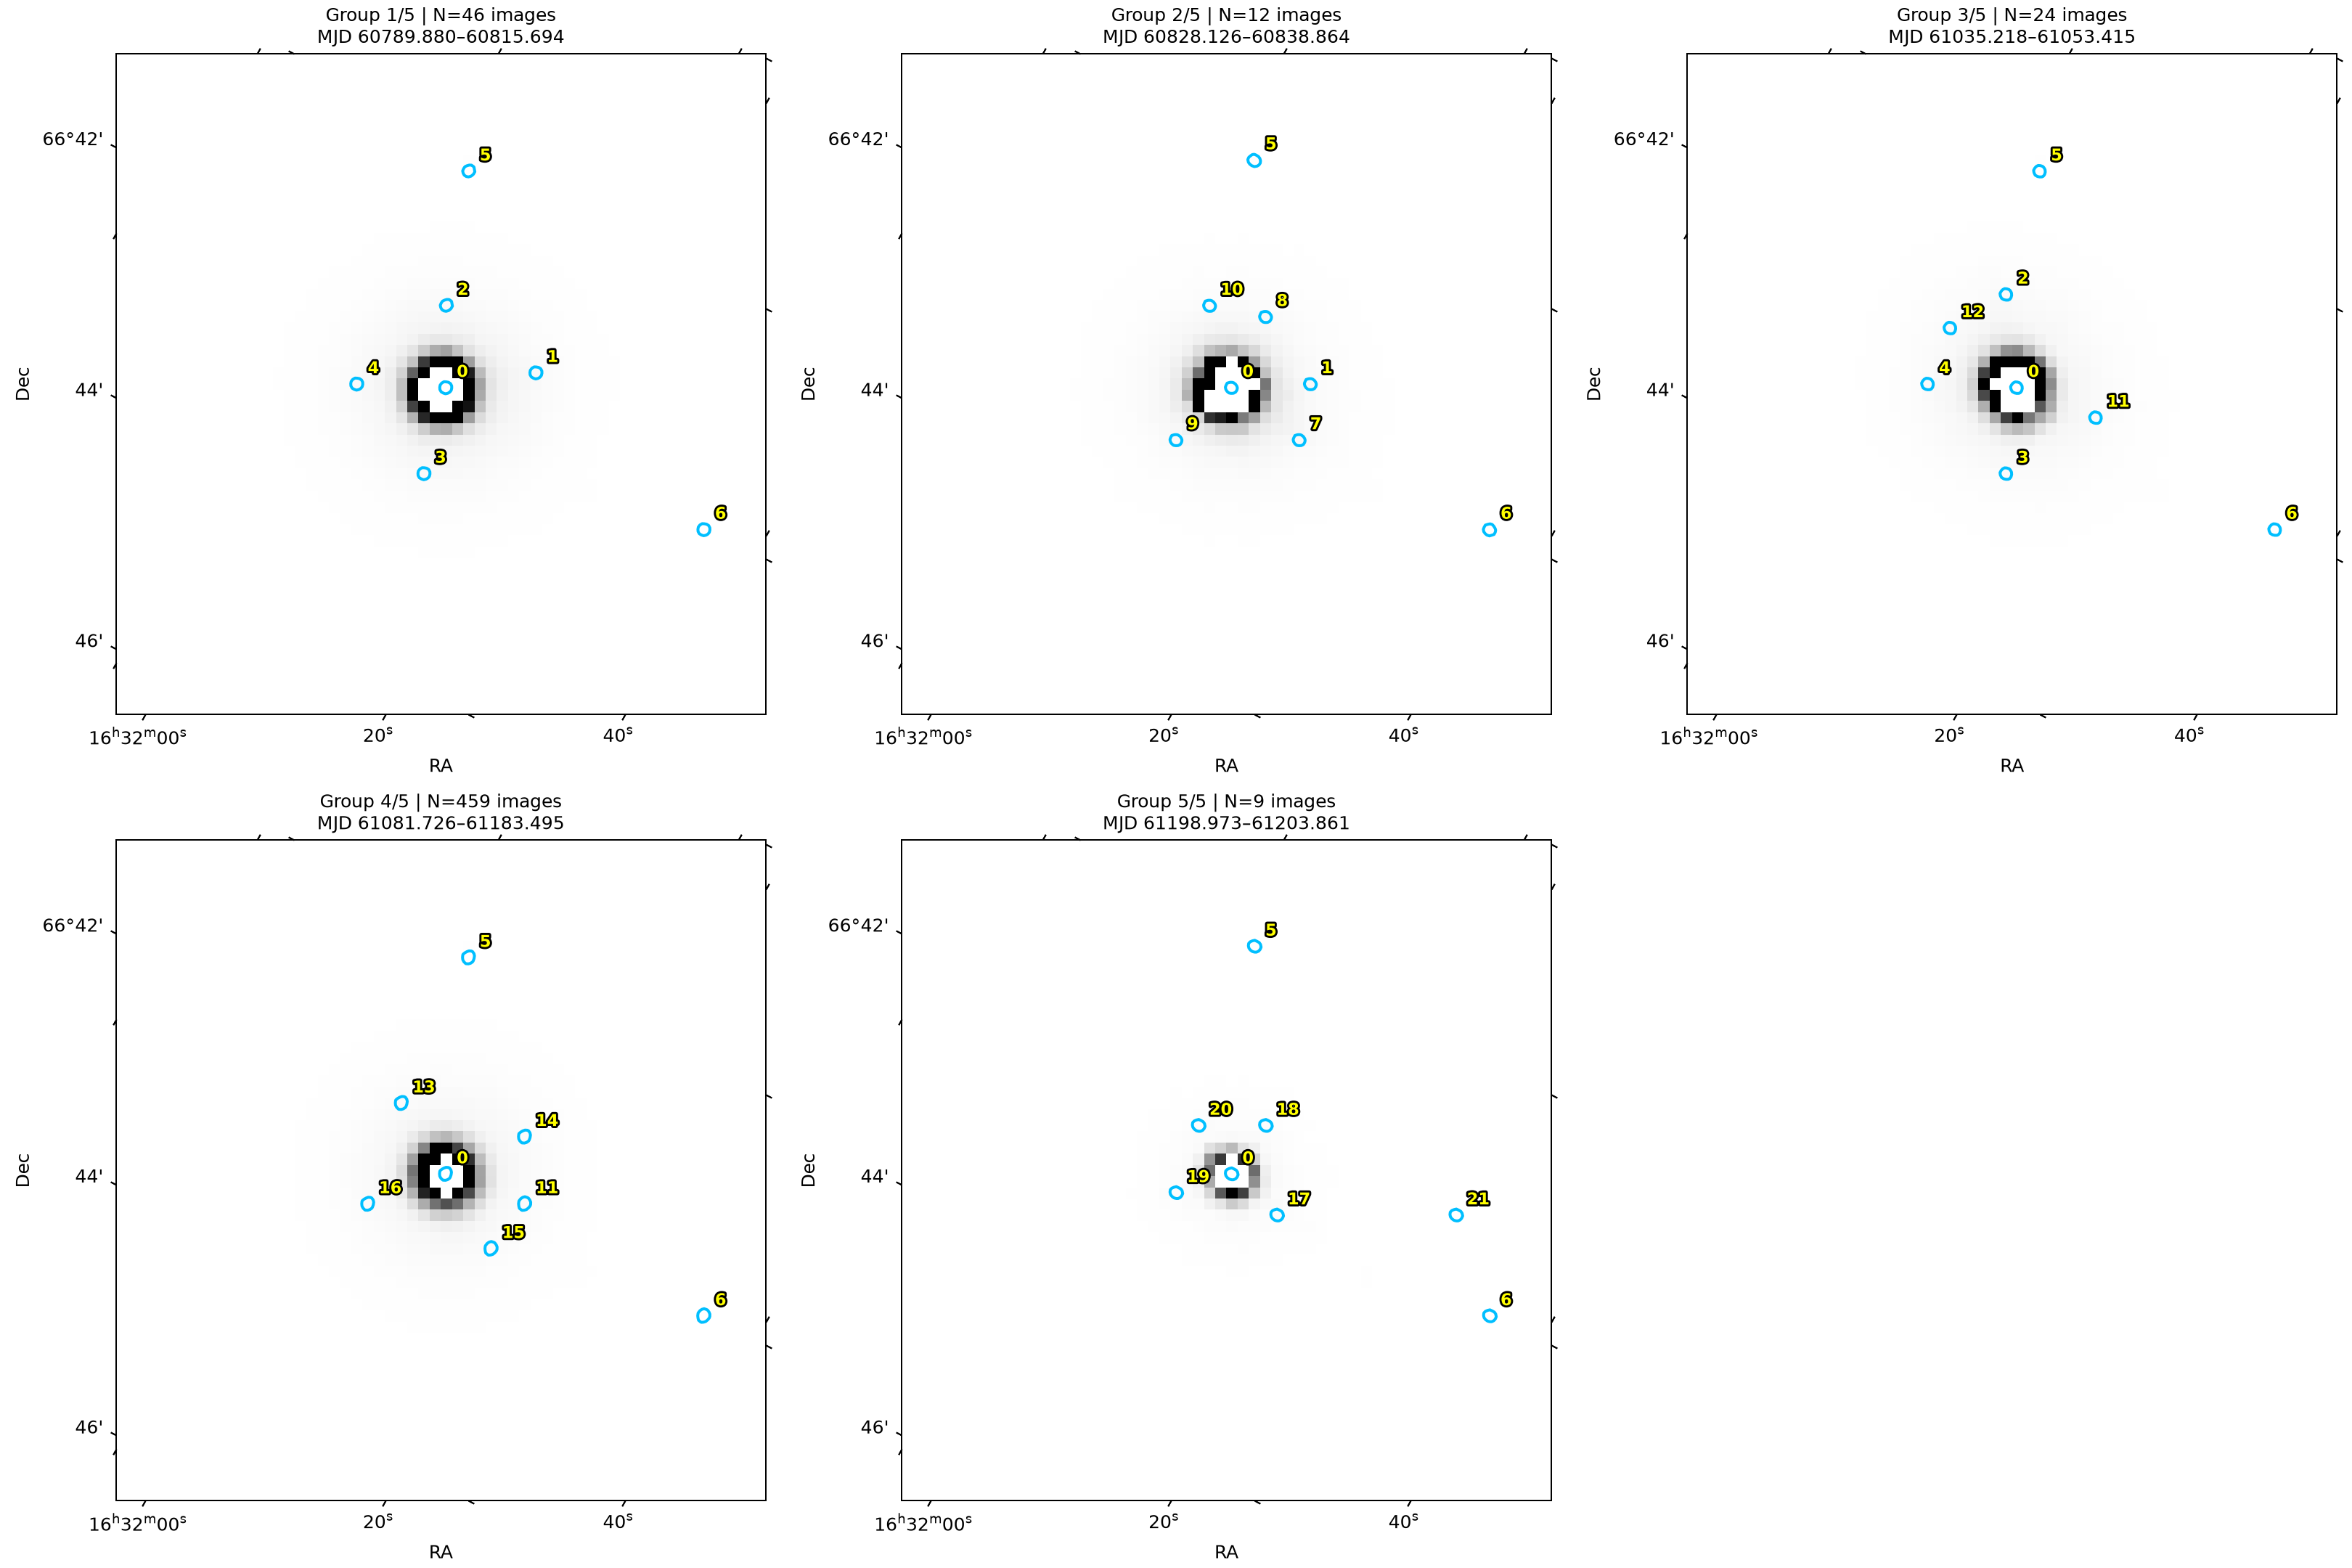 Group 1/5 | N=46 images
MJD 60789.880–60815.694
66°42'
44'
46'
Dec
5
2
4
0
1
3
6
16ʰ32ᵐ00ˢ
20ˢ
40ˢ
RA
Group 2/5 | N=12 images
MJD 60828.126–60838.864
66°42'
44'
46'
Dec
5
10
8
0
1
9
7
6
16ʰ32ᵐ00ˢ
20ˢ
40ˢ
RA
Group 3/5 | N=24 images
MJD 61035.218–61053.415
66°42'
44'
46'
Dec
5
2
12
4
0
11
3
6
16ʰ32ᵐ00ˢ
20ˢ
40ˢ
RA
Group 4/5 | N=459 images
MJD 61081.726–61183.495
66°42'
44'
46'
Dec
5
13
14
0
16
11
15
6
16ʰ32ᵐ00ˢ
20ˢ
40ˢ
RA
Group 5/5 | N=9 images
MJD 61198.973–61203.861
66°42'
44'
46'
Dec
5
20
18
0
19
17
21
6
16ʰ32ᵐ00ˢ
20ˢ
40ˢ
RA